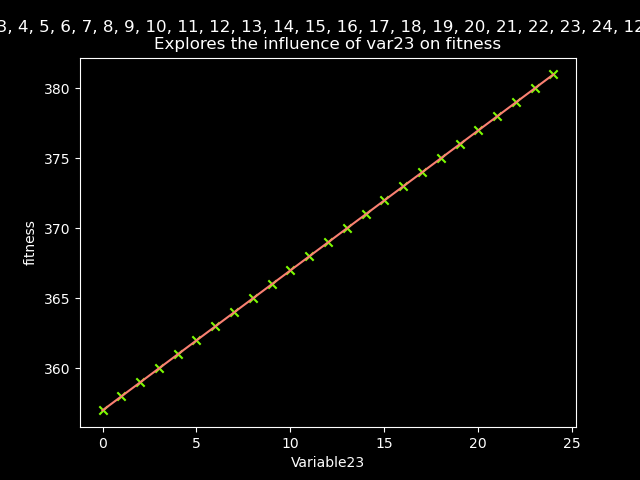 3, 4, 5, 6, 7, 8, 9, 10, 11, 12, 13, 14, 15, 16, 17, 18, 19, 20, 21, 22, 23, 24, 12
Explores the influence of var23 on fitness
380
375
370
365
360
fitness
0 5 10 15 20 25
Variable23